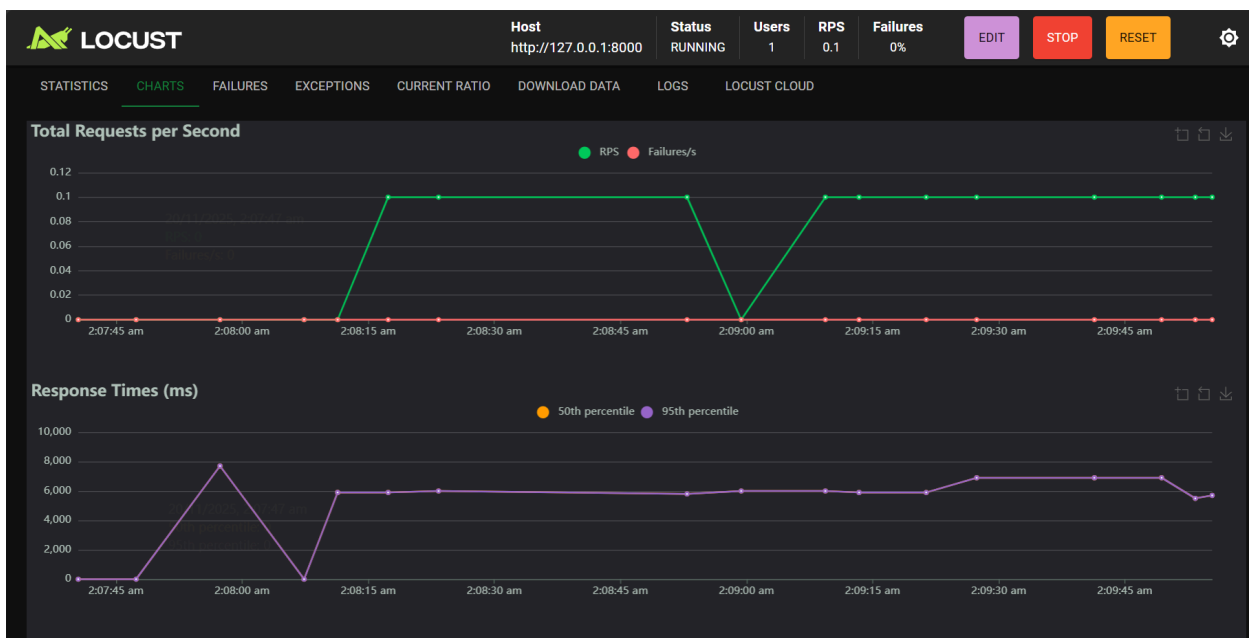 LOCUST
Host
http://127.0.0.1:8000
Status
RUNNING
Users
1
RPS
0.1
Failures
0%
EDIT
STOP
RESET
STATISTICS CHARTS FAILURES EXCEPTIONS CURRENT RATIO DOWNLOAD DATA LOGS LOCUST CLOUD
Total Requests per Second
RPS Failures/s
0.12
0.1
0.08
0.06
0.04
0.02
0
2:07:45 am 2:08:00 am 2:08:15 am 2:08:30 am 2:08:45 am 2:09:00 am 2:09:15 am 2:09:30 am 2:09:45 am
Response Times (ms)
50th percentile 95th percentile
10,000
8,000
6,000
4,000
2,000
0
2:07:45 am 2:08:00 am 2:08:15 am 2:08:30 am 2:08:45 am 2:09:00 am 2:09:15 am 2:09:30 am 2:09:45 am